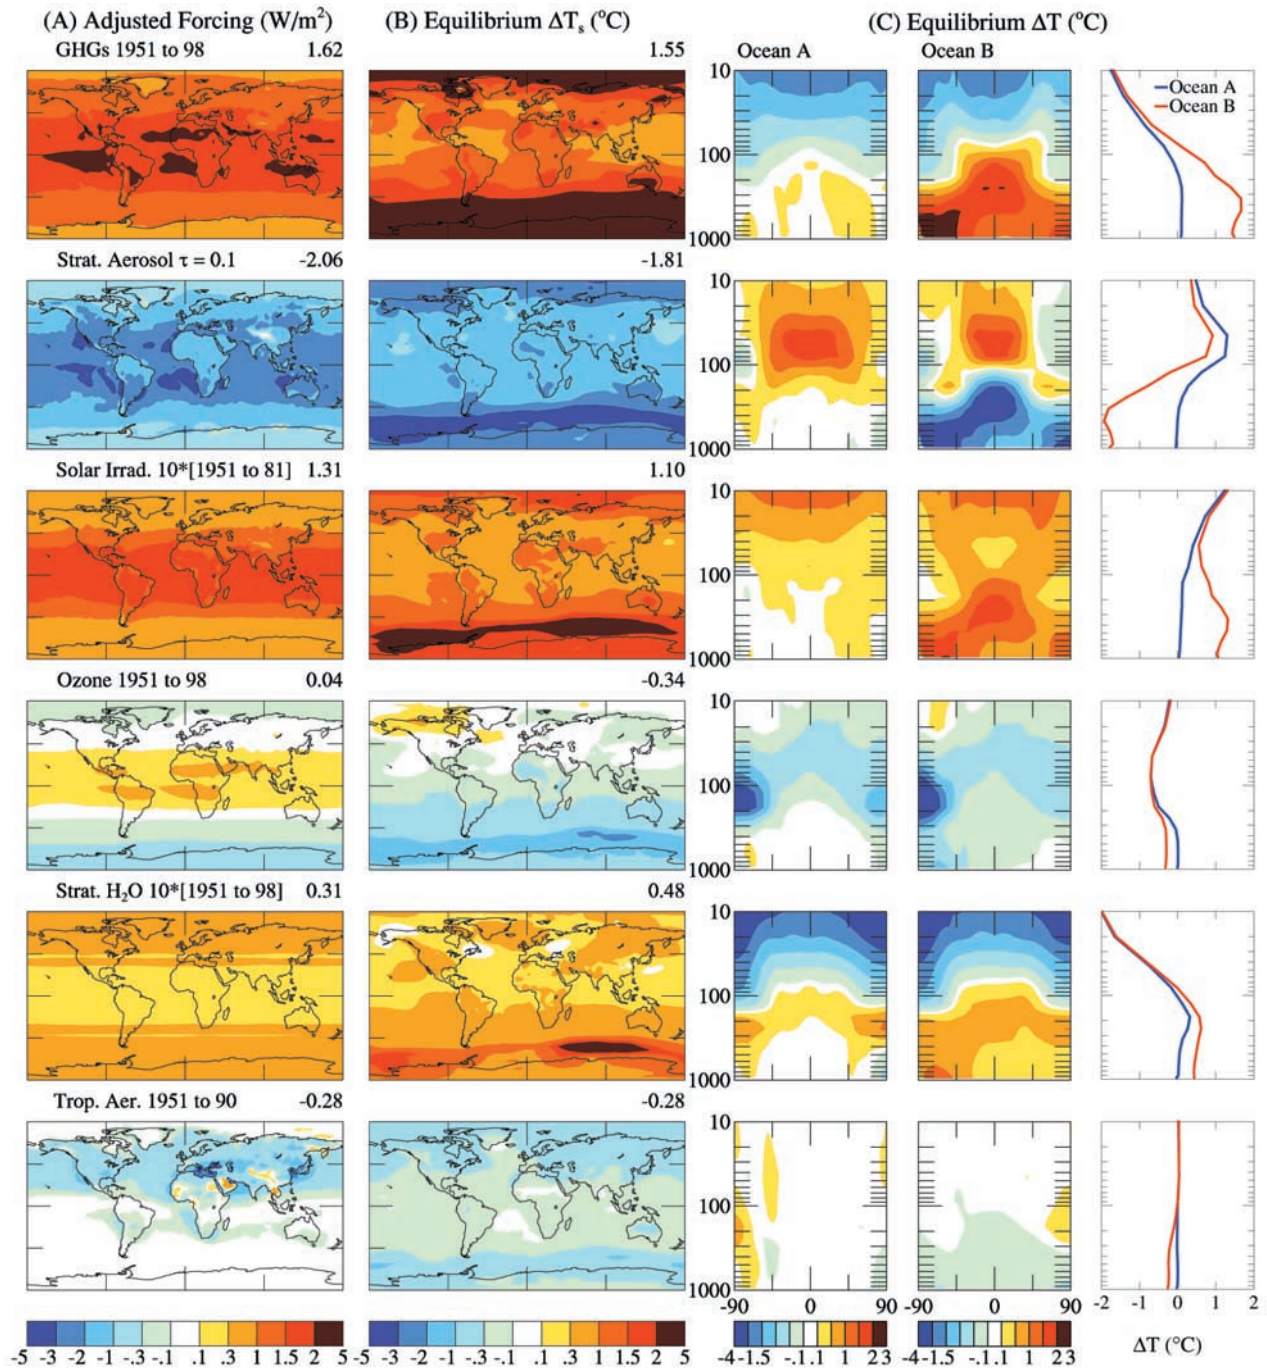 (A) Adjusted Forcing (W/m²) (B) Equilibrium ΔTₛ (°C) (C) Equilibrium ΔT (°C)
GHGs 1951 to 98 1.62 1.55 Ocean A Ocean B
10
Ocean A
Ocean B
100
1000
Strat. Aerosol τ = 0.1 -2.06 -1.81
10
100
1000
Solar Irrad. 10*[1951 to 81] 1.31 1.10
10
100
1000
Ozone 1951 to 98 0.04 -0.34
10
100
1000
Strat. H₂O 10*[1951 to 98] 0.31 0.48
10
100
1000
Trop. Aer. 1951 to 90 -0.28 -0.28
10
100
1000
-90 0 90 -90 0 90 -2 -1 0 1 2
-5 -3 -2 -1 -.3 -.1 .1 .3 1 1.5 2 5 -5 -3 -2 -1 -.3 -.1 .1 .3 1 1.5 2 5 -4 -1.5 -.1 .1 1 2.3 -4 -1.5 -.1 .1 1 2.3 ΔT (°C)